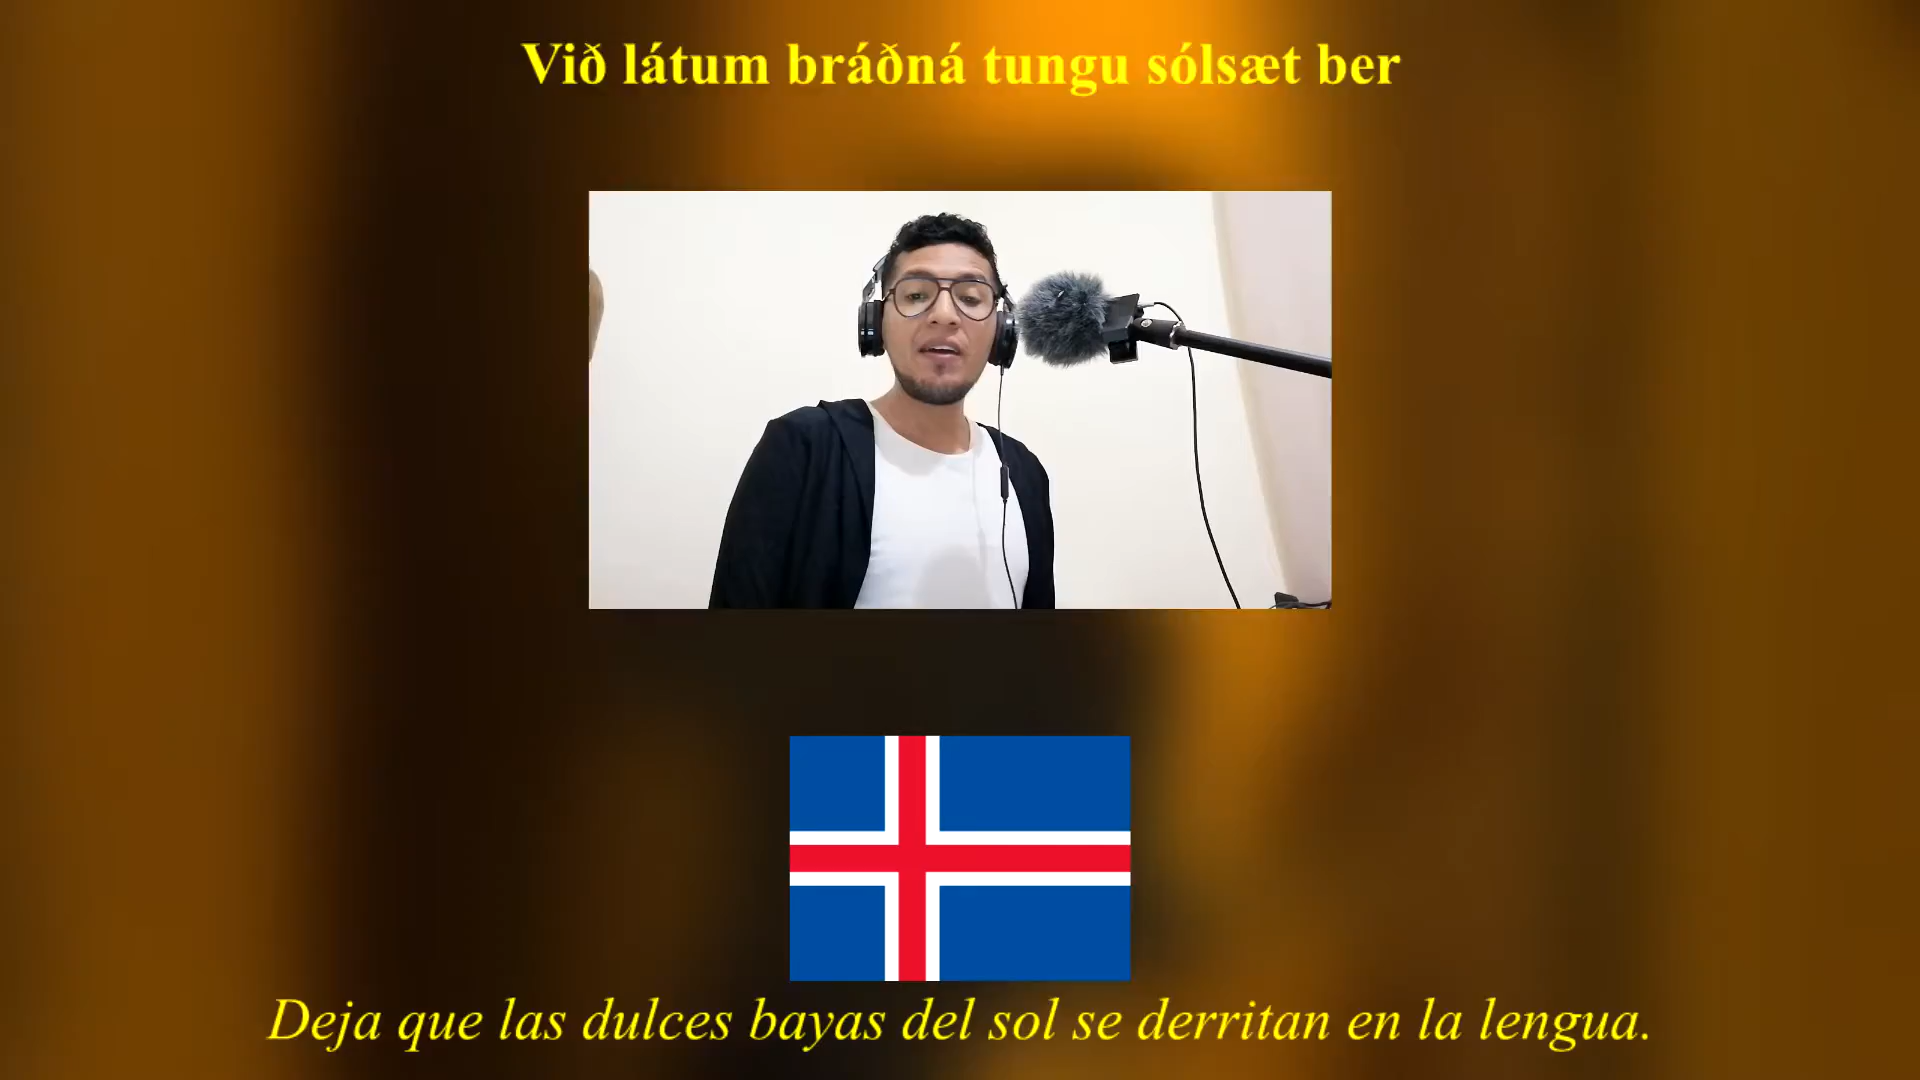 Við látum bráðná tungu sólsæt ber
Deja que las dulces bayas del sol se derritan en la lengua.